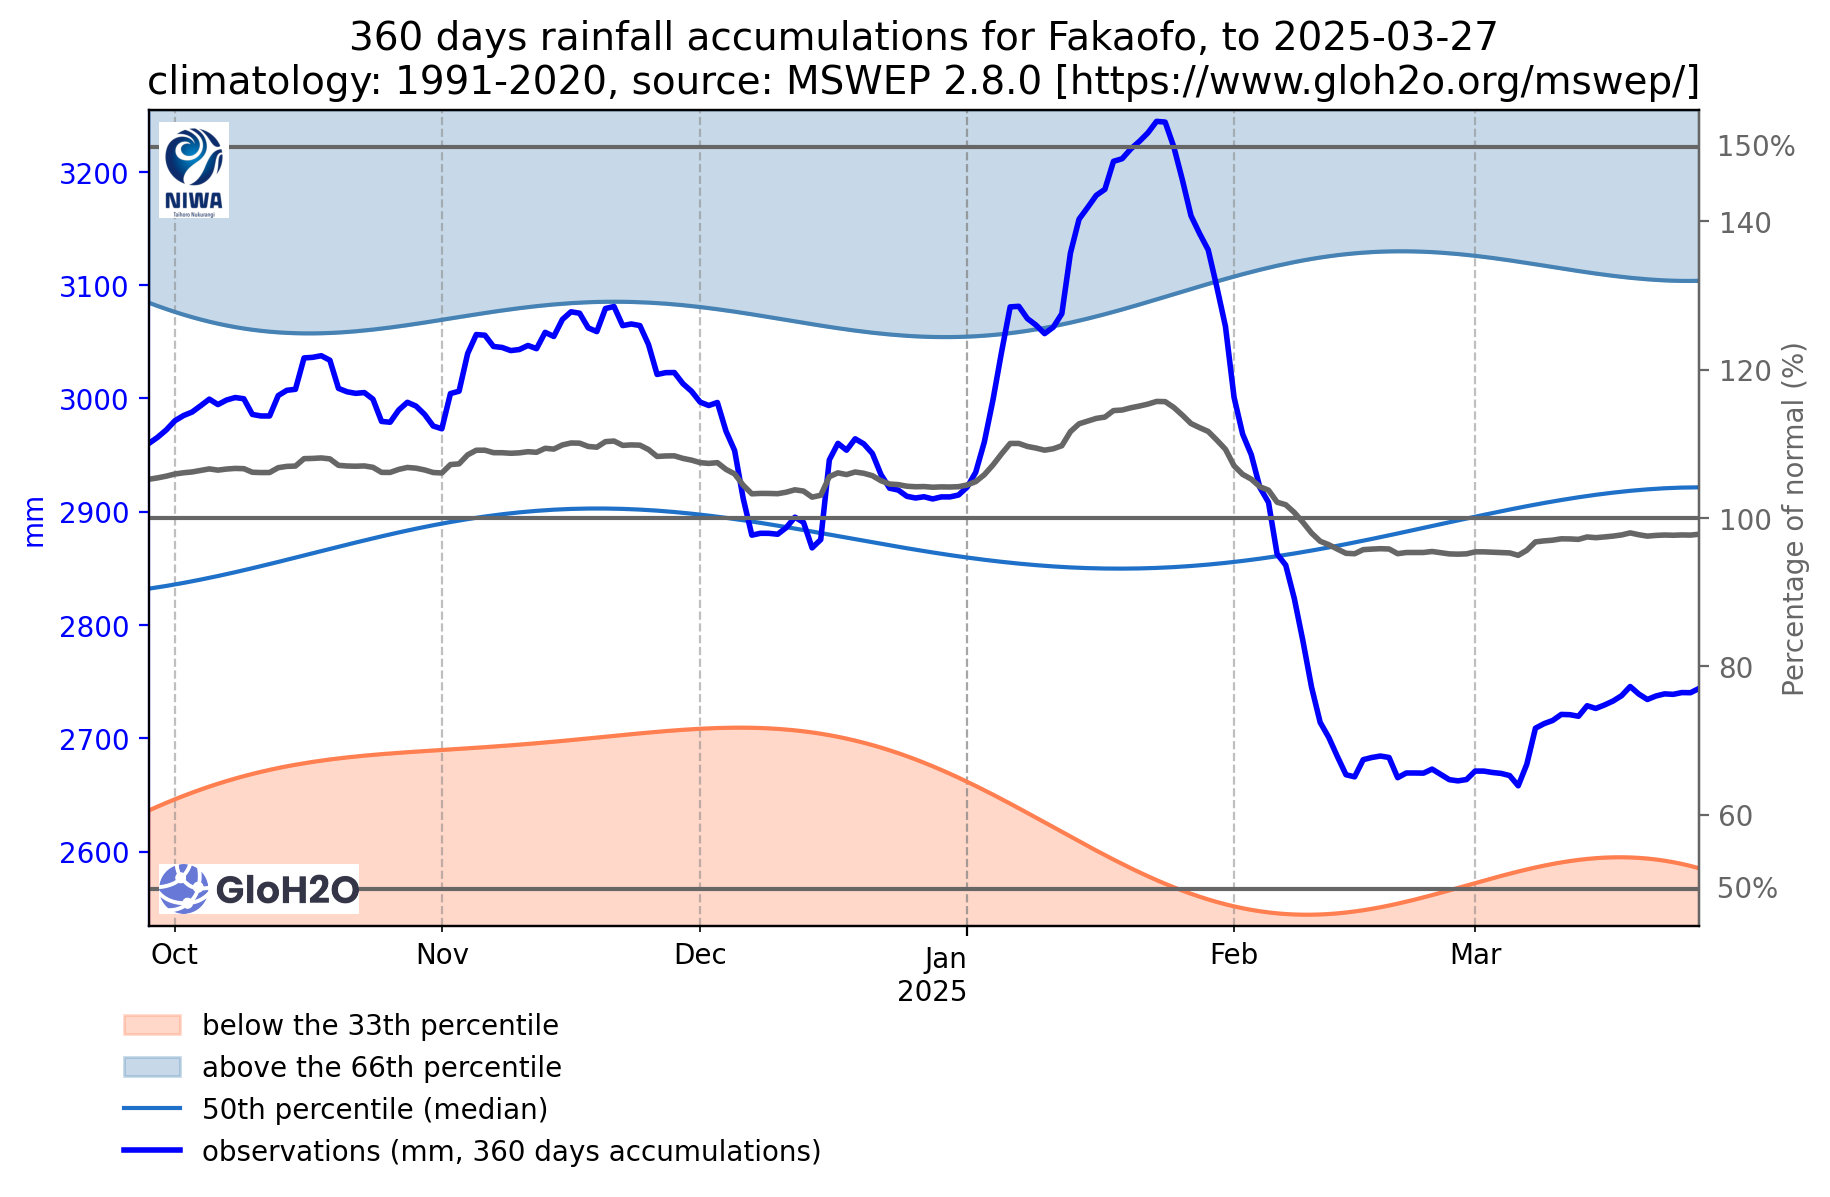 360 days rainfall accumulations for Fakaofo, to 2025-03-27
climatology: 1991-2020, source: MSWEP 2.8.0 [https://www.gloh2o.org/mswep/]
NIWA
Taihoro Nukurangi
3200
3100
3000
2900
2800
2700
2600
mm
150%
140
120
100
80
60
50%
Percentage of normal (%)
GloH2O
Oct
Nov
Dec
Jan
2025
Feb
Mar
below the 33th percentile
above the 66th percentile
50th percentile (median)
observations (mm, 360 days accumulations)